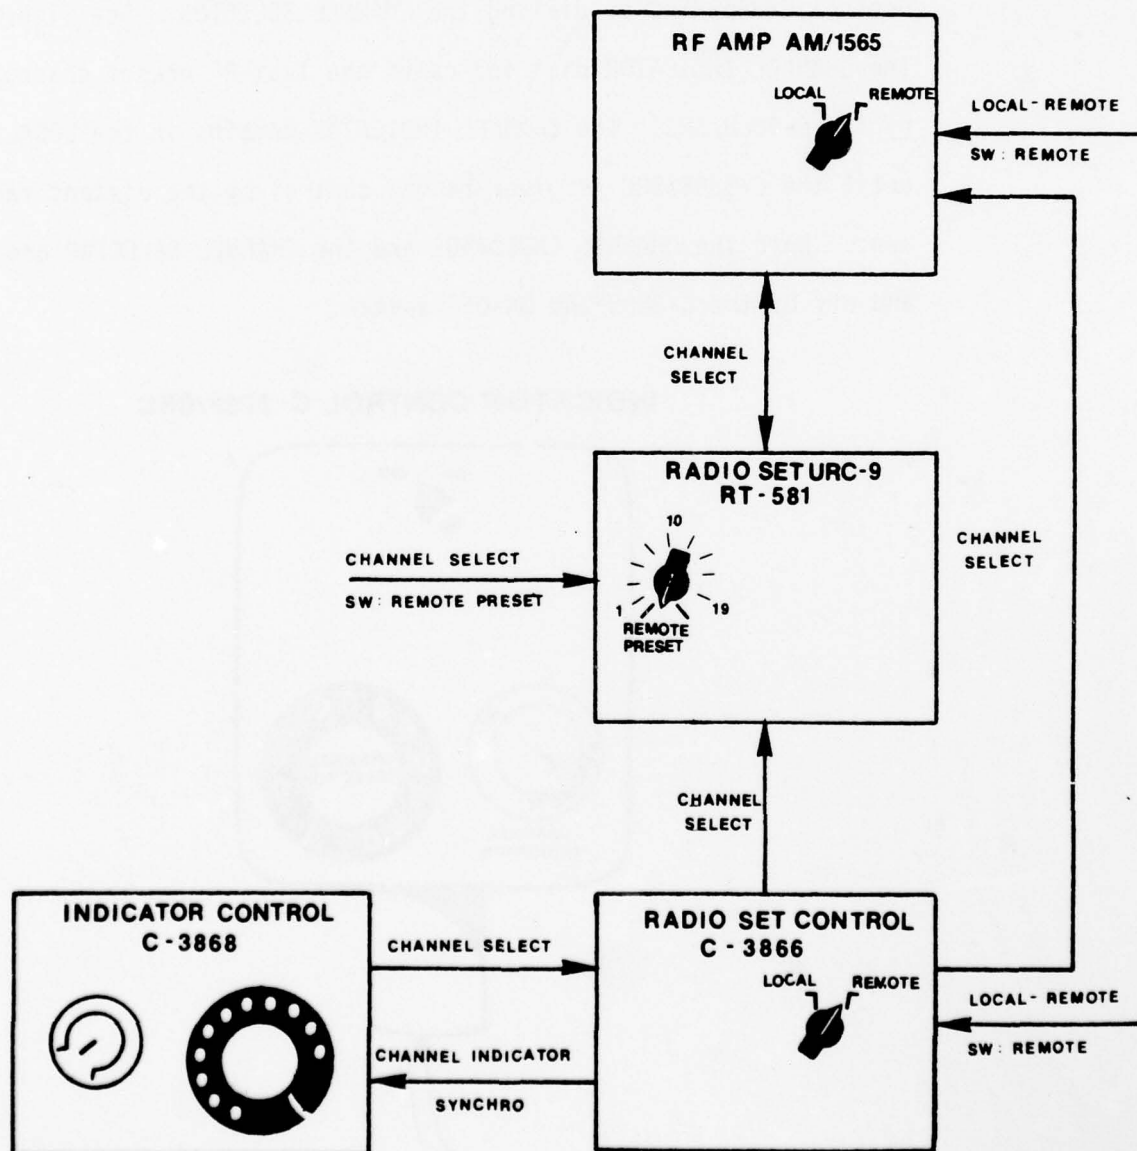 RF AMP AM/1565
LOCAL
REMOTE
LOCAL-REMOTE
SW: REMOTE
CHANNEL
SELECT
RADIO SET URC-9
RT-581
10
1
19
REMOTE
PRESET
CHANNEL SELECT
SW: REMOTE PRESET
CHANNEL
SELECT
CHANNEL
SELECT
INDICATOR CONTROL
C-3868
CHANNEL SELECT
CHANNEL INDICATOR
SYNCHRO
RADIO SET CONTROL
C-3866
LOCAL
REMOTE
LOCAL-REMOTE
SW: REMOTE